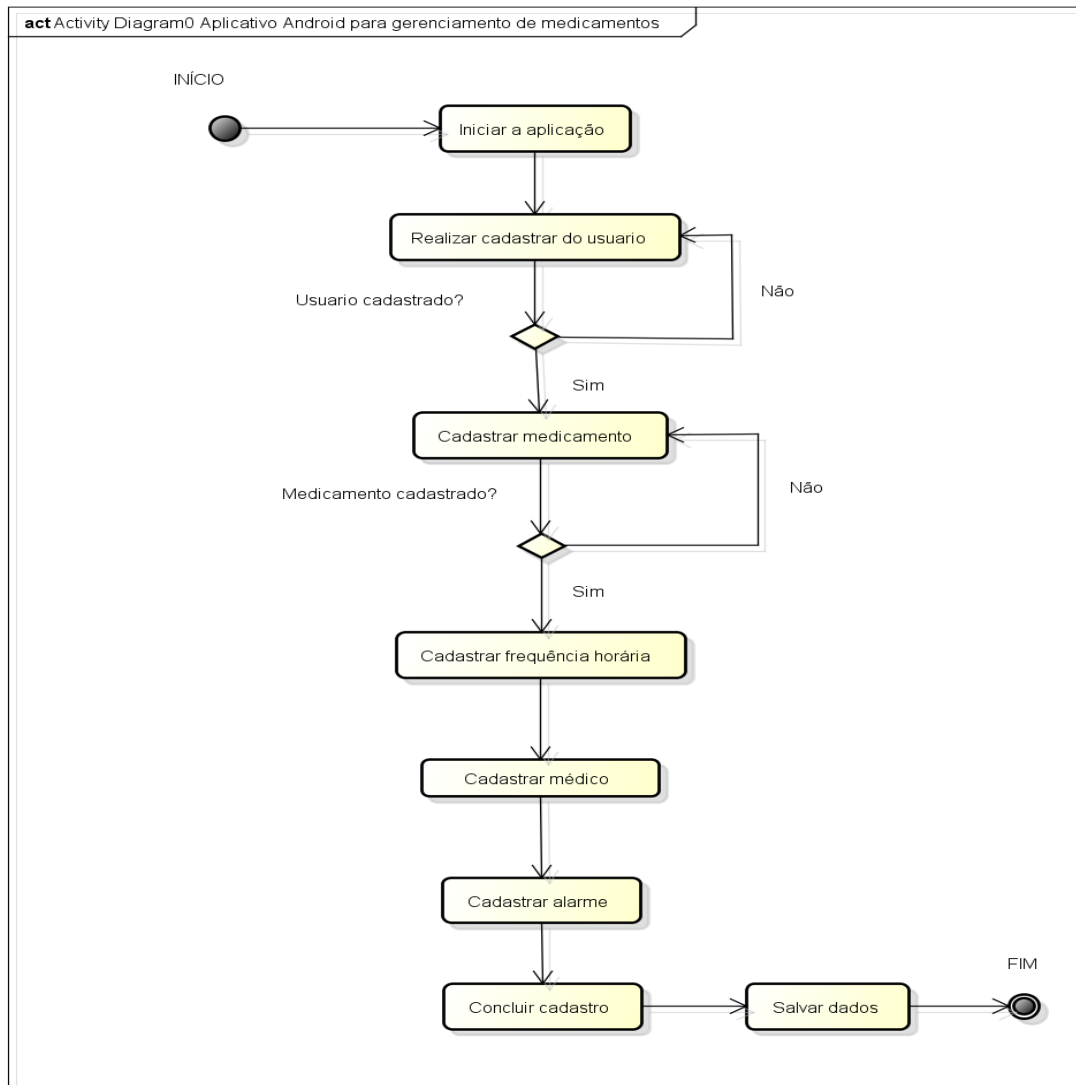 act Activity Diagram0 Aplicativo Android para gerenciamento de medicamentos
INÍCIO
Iniciar a aplicação
Realizar cadastrar do usuario
Não
Usuario cadastrado?
Sim
Cadastrar medicamento
Não
Medicamento cadastrado?
Sim
Cadastrar frequência horária
Cadastrar médico
Cadastrar alarme
FIM
Concluir cadastro
Salvar dados